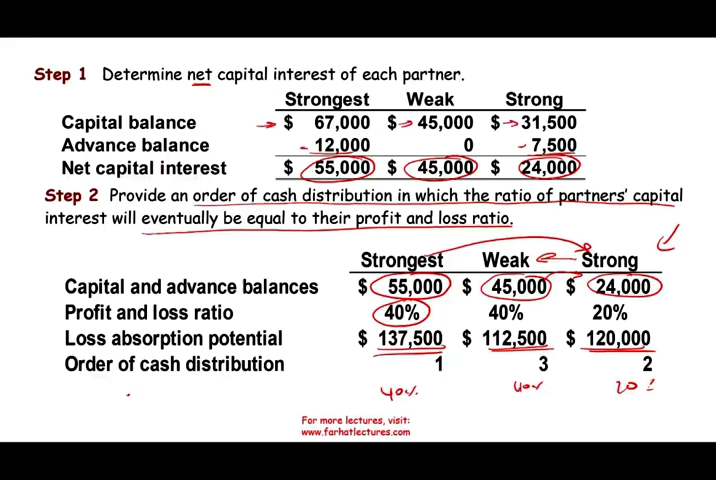 Step 1 Determine net capital interest of each partner.
Strongest Weak Strong
Capital balance $ 67,000 $ 45,000 $ 31,500
Advance balance - 12,000 0 - 7,500
Net capital interest $ 55,000 $ 45,000 $ 24,000
Step 2 Provide an order of cash distribution in which the ratio of partners' capital
interest will eventually be equal to their profit and loss ratio.
Strongest Weak Strong
Capital and advance balances $ 55,000 $ 45,000 $ 24,000
Profit and loss ratio 40% 40% 20%
Loss absorption potential $ 137,500 $ 112,500 $ 120,000
Order of cash distribution 1 3 2
40% 40% 20%
For more lectures, visit:
www.farhatlectures.com